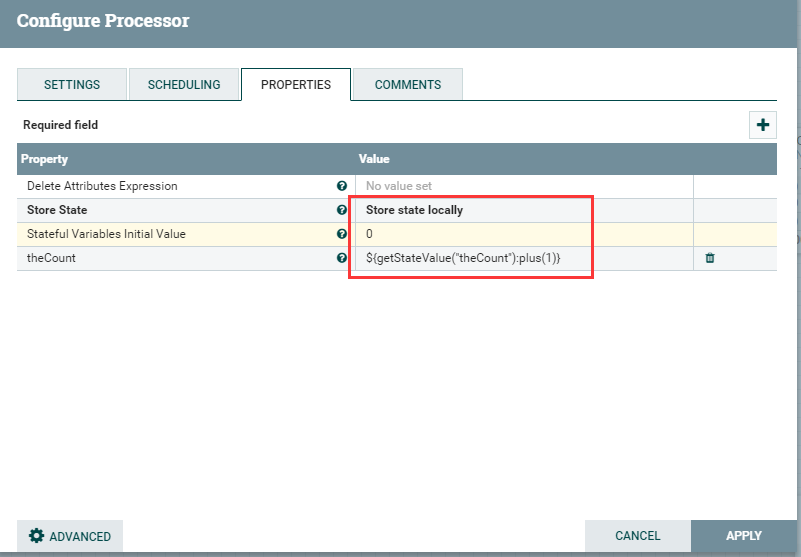 Configure Processor
SETTINGS SCHEDULING PROPERTIES COMMENTS
Required field
Property Value
Delete Attributes Expression No value set
Store State Store state locally
Stateful Variables Initial Value 0
theCount ${getStateValue("theCount"):plus(1)}
ADVANCED CANCEL APPLY